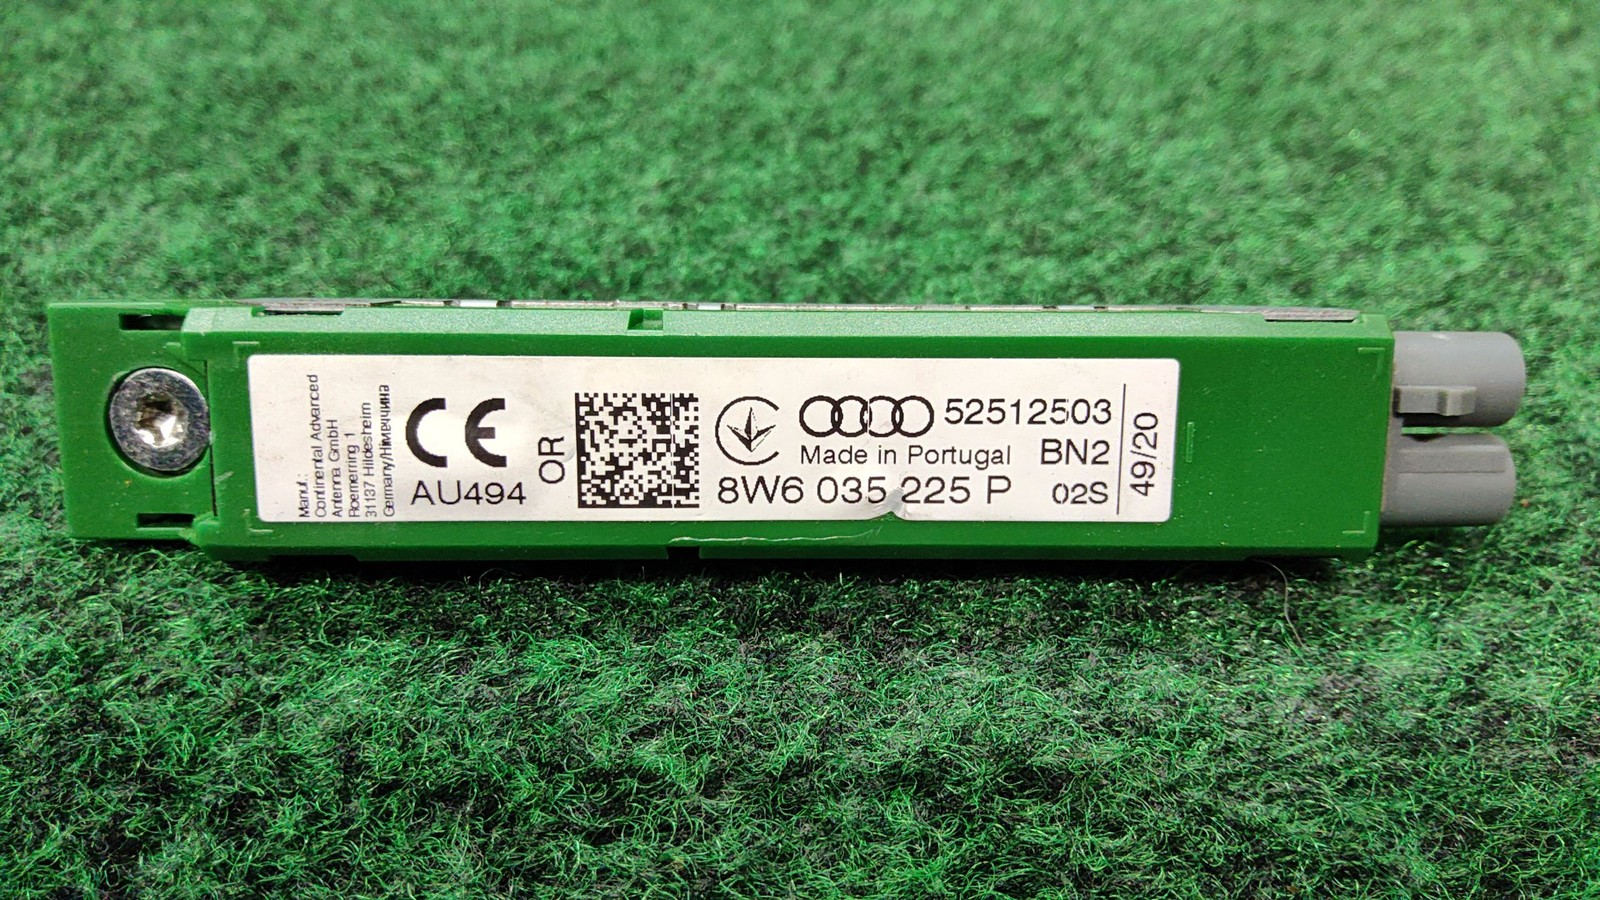 Manuf.:
Continental Advanced
Antenna GmbH
Roemerring 1
31137 Hildesheim
Germany/Німеччина
CE
AU494
OR
52512503
Made in Portugal BN2
8W6 035 225 P 02S
49/20